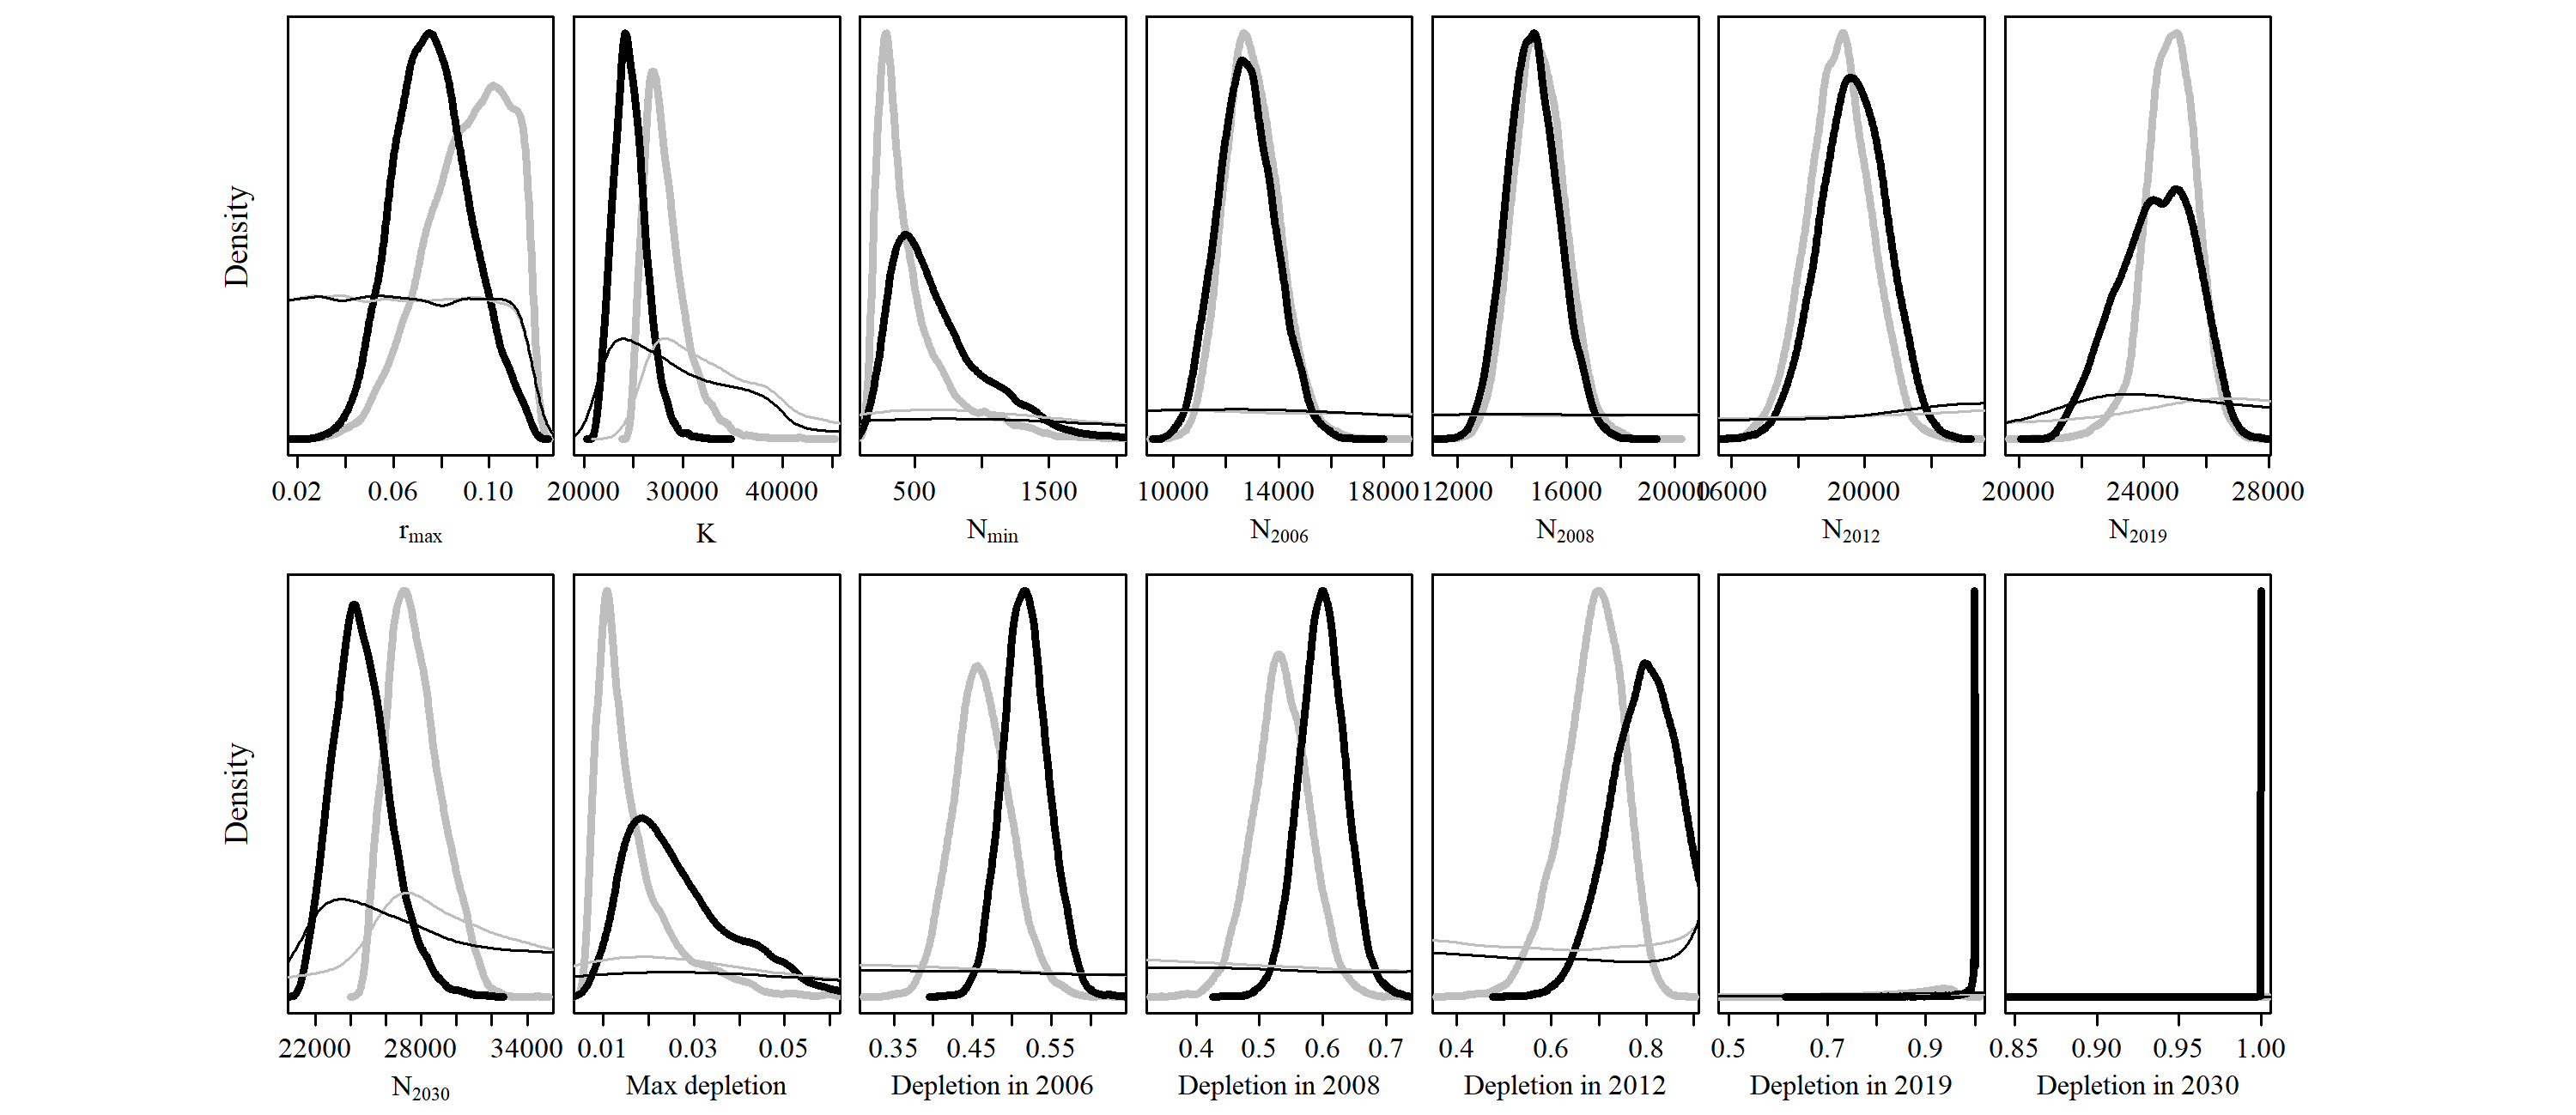 Density
0.02 0.06 0.10 20000 30000 40000 500 1500 10000 14000 18000 12000 16000 20000 16000 20000 20000 24000 28000
rmax K Nmin N2006 N2008 N2012 N2019
Density
22000 28000 34000 0.01 0.03 0.05 0.35 0.45 0.55 0.4 0.5 0.6 0.7 0.4 0.6 0.8 0.5 0.7 0.9 0.85 0.90 0.95 1.00
N2030 Max depletion Depletion in 2006 Depletion in 2008 Depletion in 2012 Depletion in 2019 Depletion in 2030